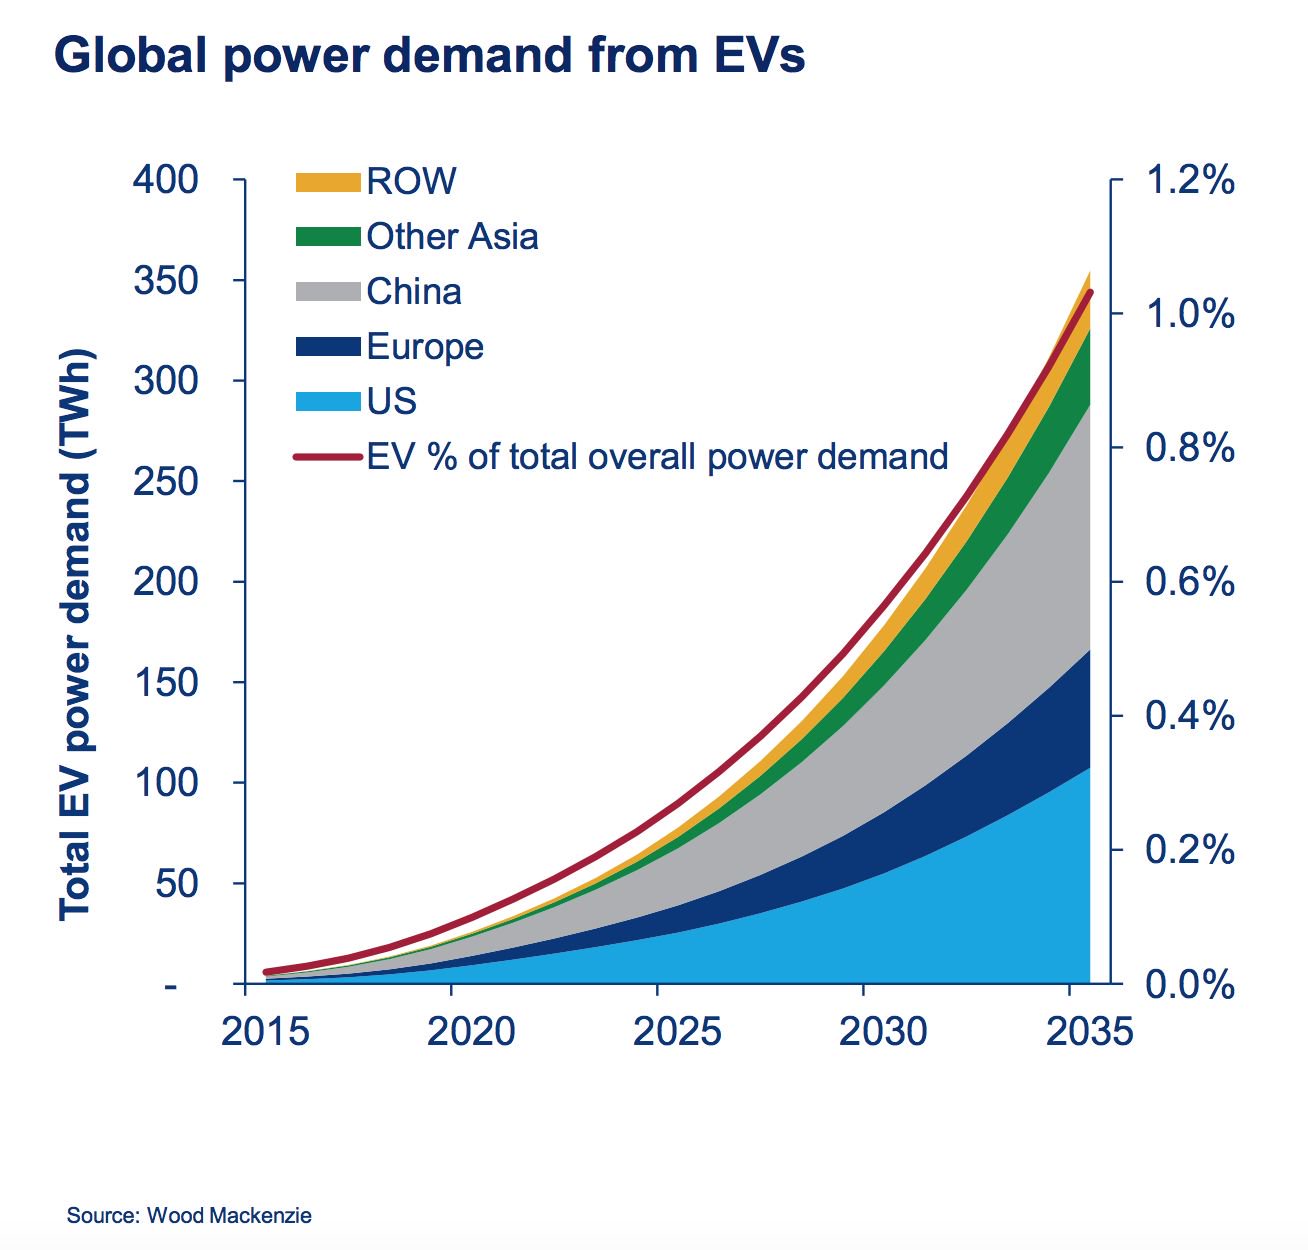 Global power demand from EVs
400
350
300
250
200
150
100
50
-
Total EV power demand (TWh)
ROW
Other Asia
China
Europe
US
EV % of total overall power demand
1.2%
1.0%
0.8%
0.6%
0.4%
0.2%
0.0%
2015 2020 2025 2030 2035
Source: Wood Mackenzie